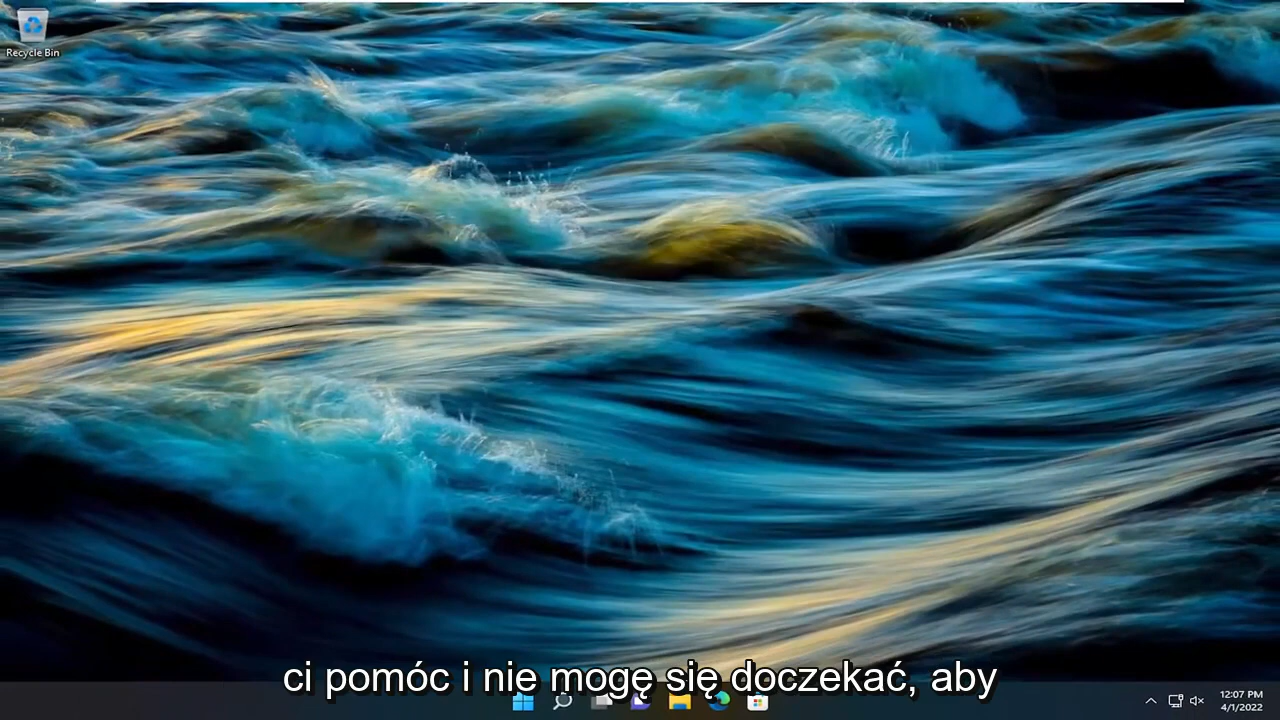 Recycle Bin
ci pomóc i nie mogę się doczekać, aby
12:07 PM
4/1/2022